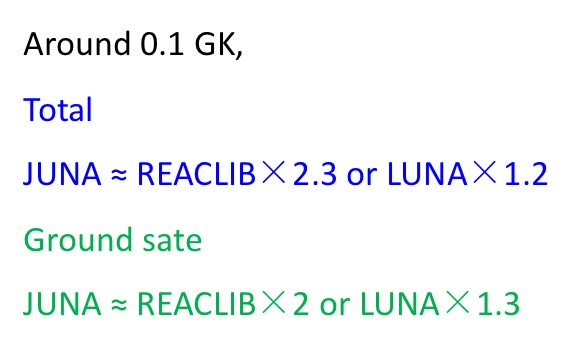 Around 0.1 GK,
Total
JUNA ≈ REACLIB×2.3 or LUNA×1.2
Ground sate
JUNA ≈ REACLIB×2 or LUNA×1.3